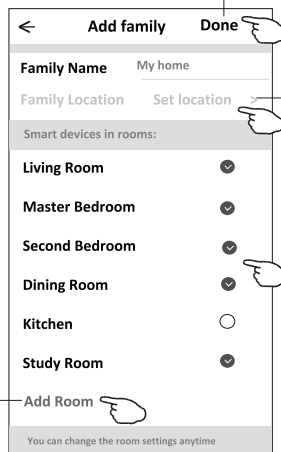 Add family Done
Family Name My home
Family Location Set location >
Smart devices in rooms:
Living Room
Master Bedroom
Second Bedroom
Dining Room
Kitchen
Study Room
Add Room
You can change the room settings anytime